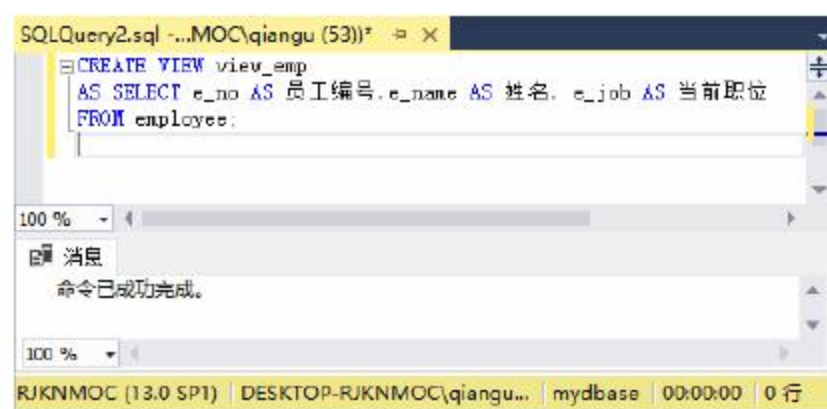 SQLQuery2.sql -...MOC\qiangu (53))*
CREATE VIEW view_emp
AS SELECT e_no AS 员工编号,e_name AS 姓名, e_job AS 当前职位
FROM employee;
100 %
消息
命令已成功完成。
100 %
RJKNMOC (13.0 SP1) DESKTOP-RJKNMOC\qiangu... mydbase 00:00:00 0 行